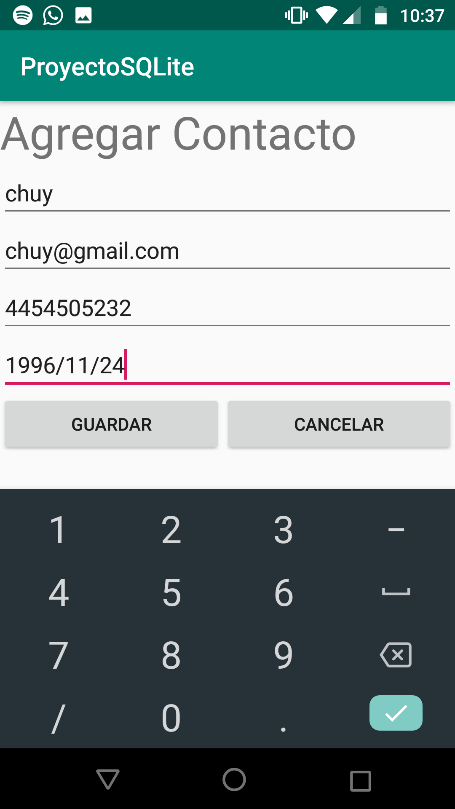 10:37
ProyectoSQLite
Agregar Contacto
chuy
chuy@gmail.com
4454505232
1996/11/24
GUARDAR CANCELAR
1 2 3 –
4 5 6
7 8 9
/ 0 .